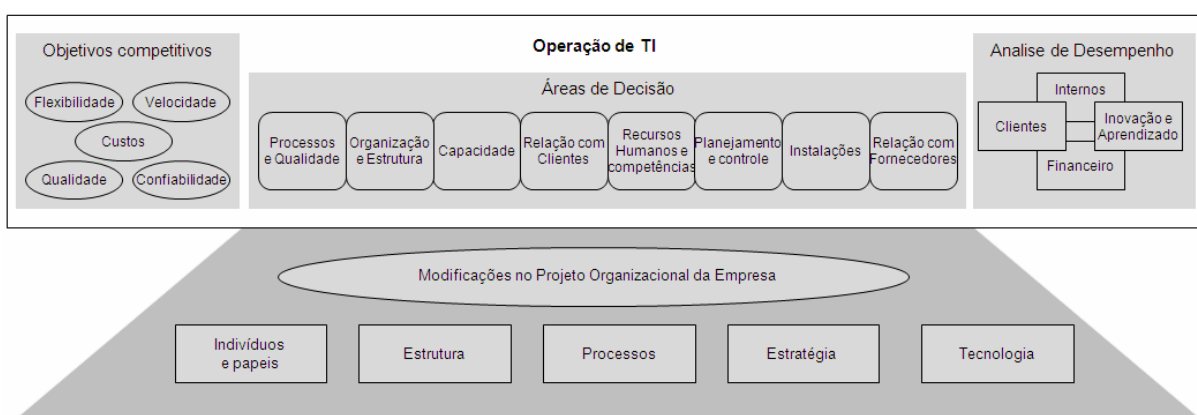 Operação de TI
Objetivos competitivos
Flexibilidade
Velocidade
Custos
Qualidade
Confiabilidade
Áreas de Decisão
Processos
e Qualidade
Organização
e Estrutura
Capacidade
Relação com
Clientes
Recursos
Humanos e
competências
Planejamento
e controle
Instalações
Relação com
Fornecedores
Analise de Desempenho
Internos
Clientes
Inovação e
Aprendizado
Financeiro
Modificações no Projeto Organizacional da Empresa
Indivíduos
e papeis
Estrutura
Processos
Estratégia
Tecnologia